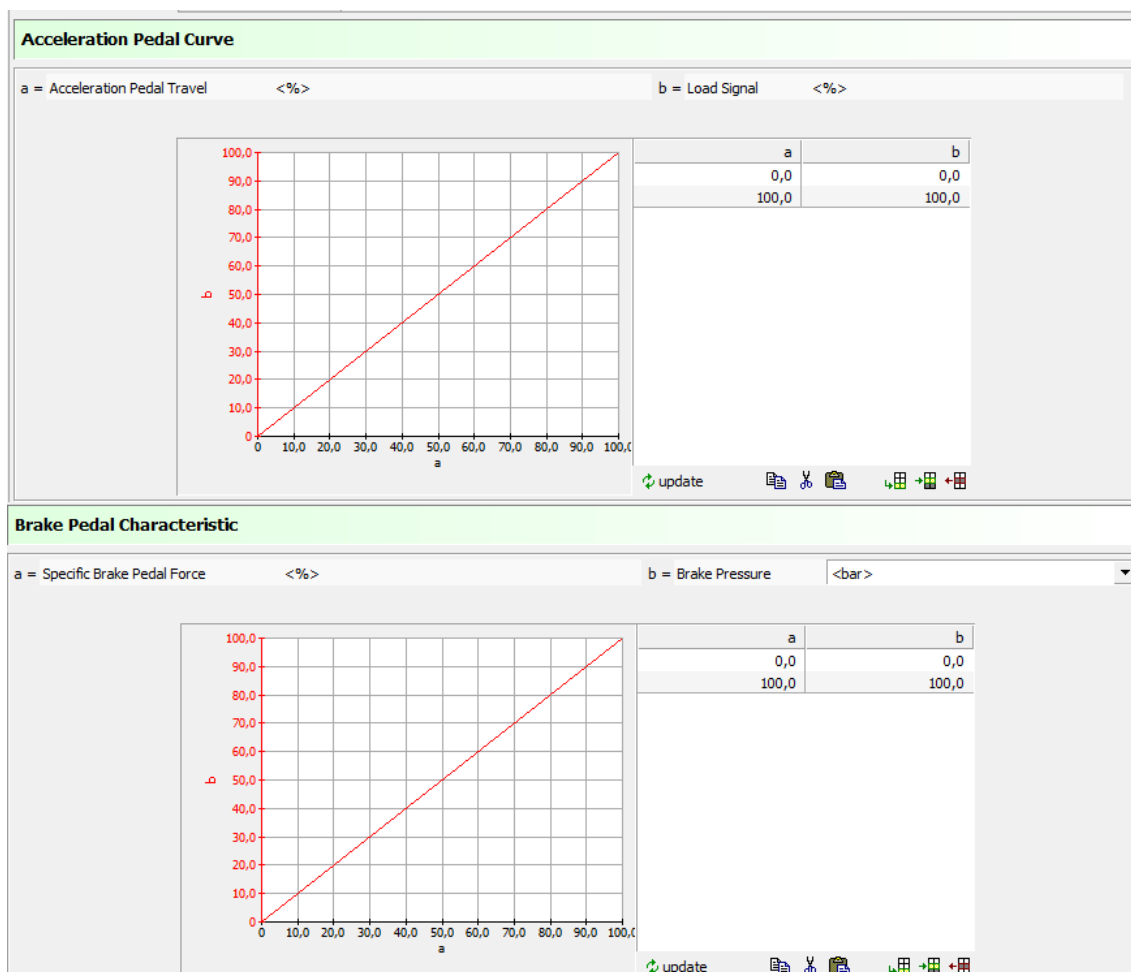 Acceleration Pedal Curve
a = Acceleration Pedal Travel <%> b = Load Signal <%>
100,0
90,0
80,0
70,0
60,0
50,0
40,0
30,0
20,0
10,0
0
b
0 10,0 20,0 30,0 40,0 50,0 60,0 70,0 80,0 90,0 100,0
a
a b
0,0 0,0
100,0 100,0
update
Brake Pedal Characteristic
a = Specific Brake Pedal Force <%> b = Brake Pressure <bar>
100,0
90,0
80,0
70,0
60,0
50,0
40,0
30,0
20,0
10,0
0
b
0 10,0 20,0 30,0 40,0 50,0 60,0 70,0 80,0 90,0 100,0
a
a b
0,0 0,0
100,0 100,0
update